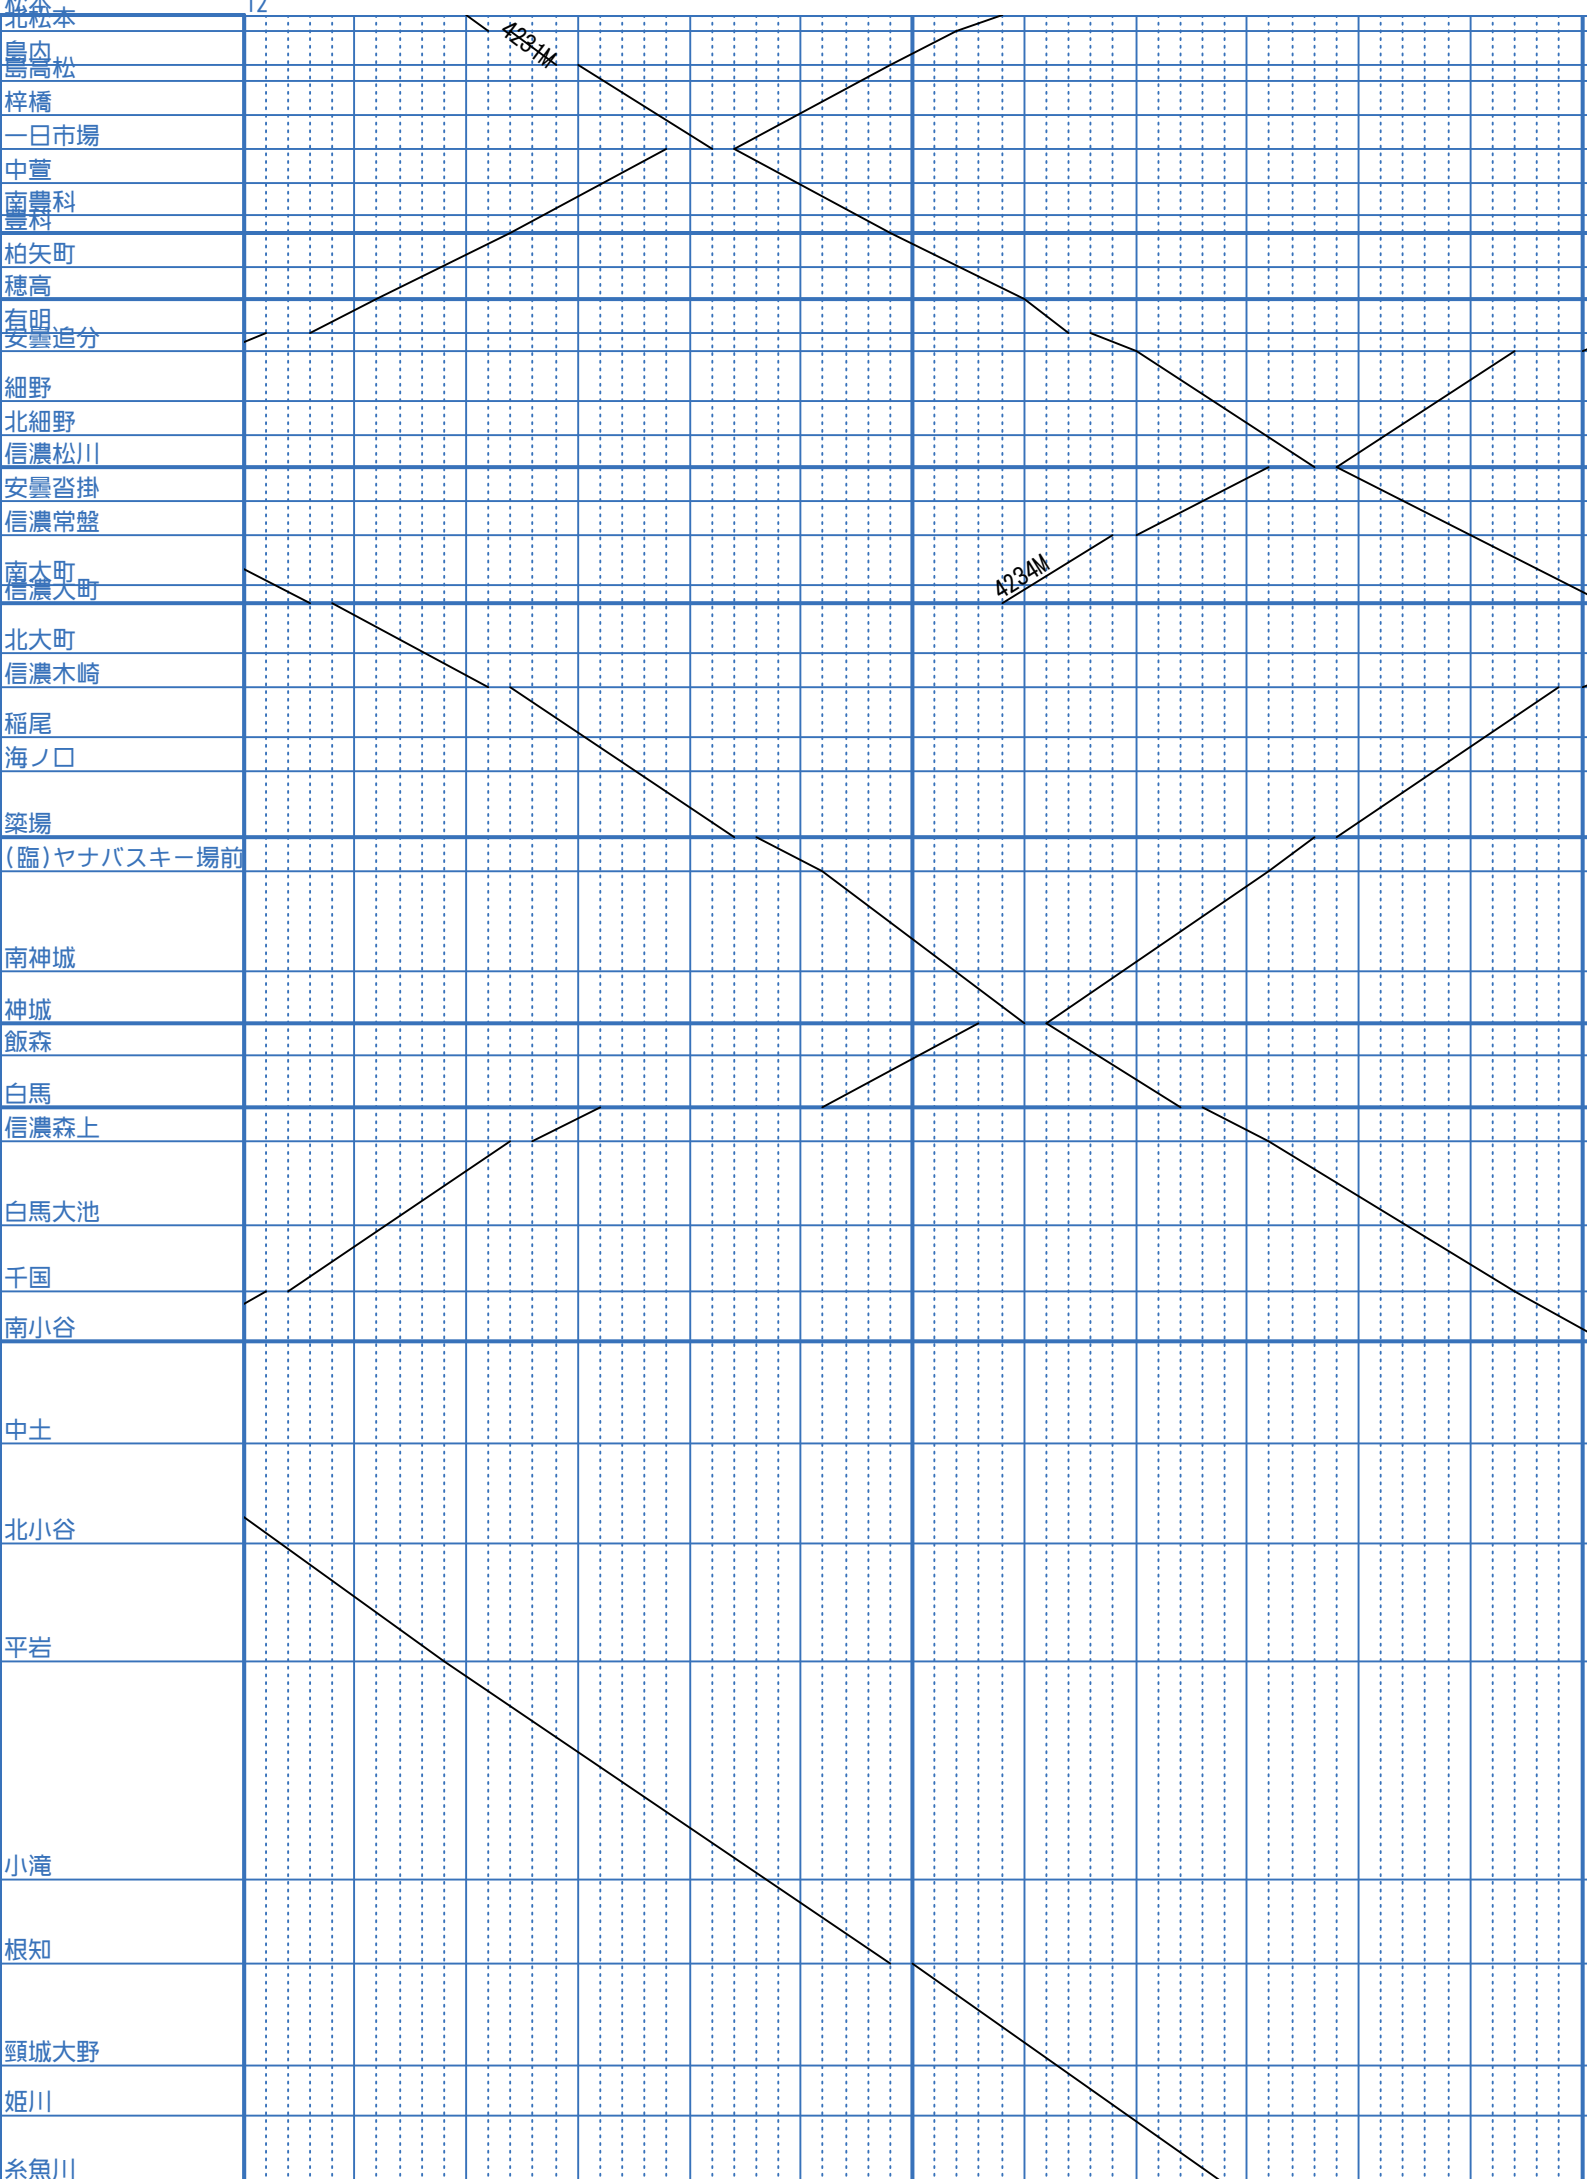 松本
12
北松本
4231M
島内
島高松
梓橋
一日市場
中萱
南豊科
豊科
柏矢町
穂高
有明
安曇追分
細野
北細野
信濃松川
安曇沓掛
信濃常盤
4234M
南大町
信濃大町
北大町
信濃木崎
稲尾
海ノ口
簗場
(臨)ヤナバスキー場前
南神城
神城
飯森
白馬
信濃森上
白馬大池
千国
南小谷
中土
北小谷
平岩
小滝
根知
頸城大野
姫川
糸魚川